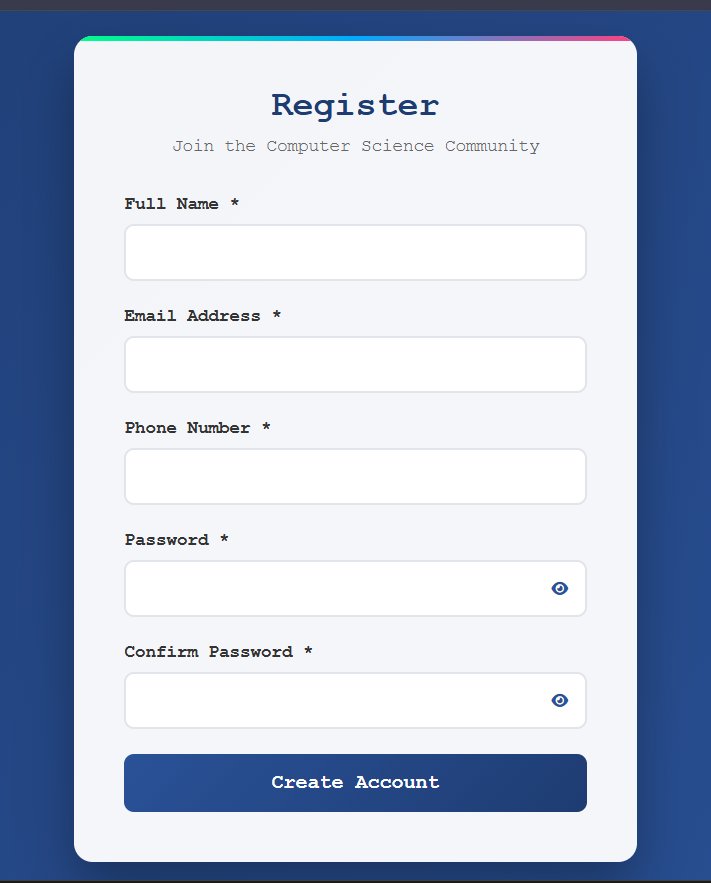 Register
Join the Computer Science Community
Full Name *
Email Address *
Phone Number *
Password *
Confirm Password *
Create Account